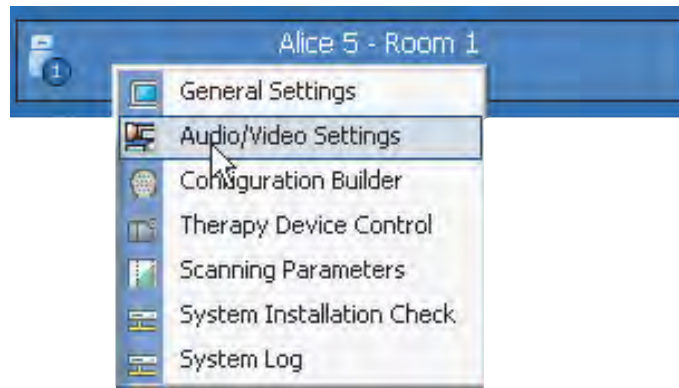 Alice 5 - Room 1
1
General Settings
Audio/Video Settings
Configuration Builder
Therapy Device Control
Scanning Parameters
System Installation Check
System Log